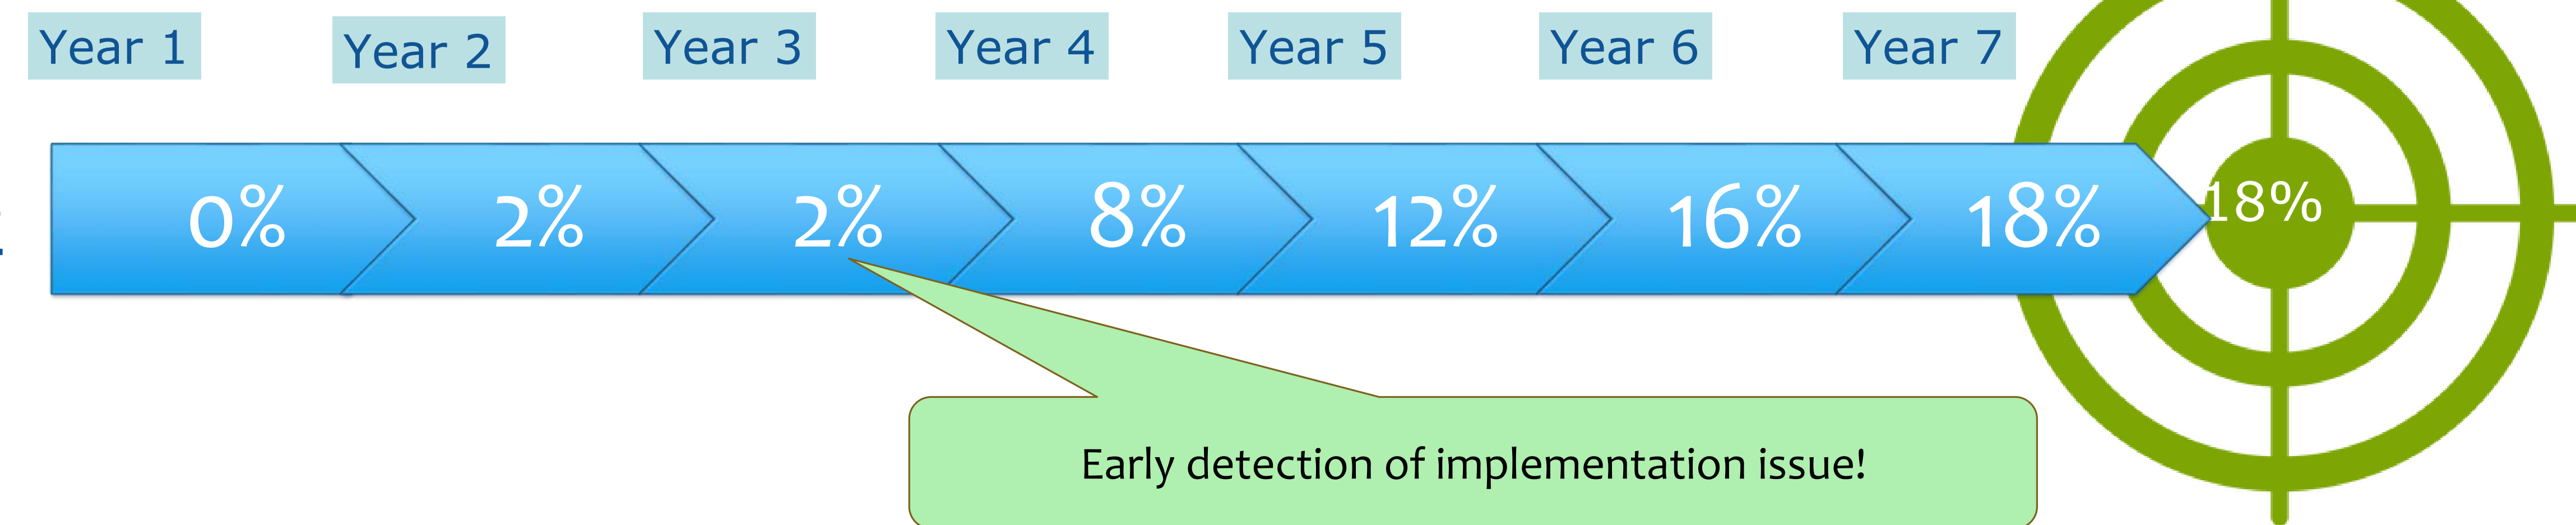 Year 1 Year 2 Year 3 Year 4 Year 5 Year 6 Year 7
0% 2% 2% 8% 12% 16% 18% 18%
Early detection of implementation issue!